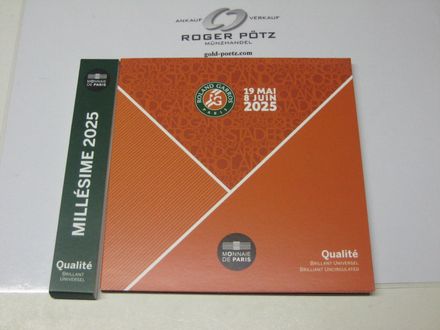 ANKAUF VERKAUF
ROGER PÖTZ
MÜNZHANDEL
gold-poetz.com
MONNAIE
DE PARIS
MILLÉSIME 2025
Qualité
BRILLANT
UNIVERSEL
ROLAND GARROS
PARIS
19 MAI
8 JUIN
2025
MONNAIE
DE PARIS
Qualité
BRILLANT UNIVERSEL
BRILLIANT UNCIRCULATED